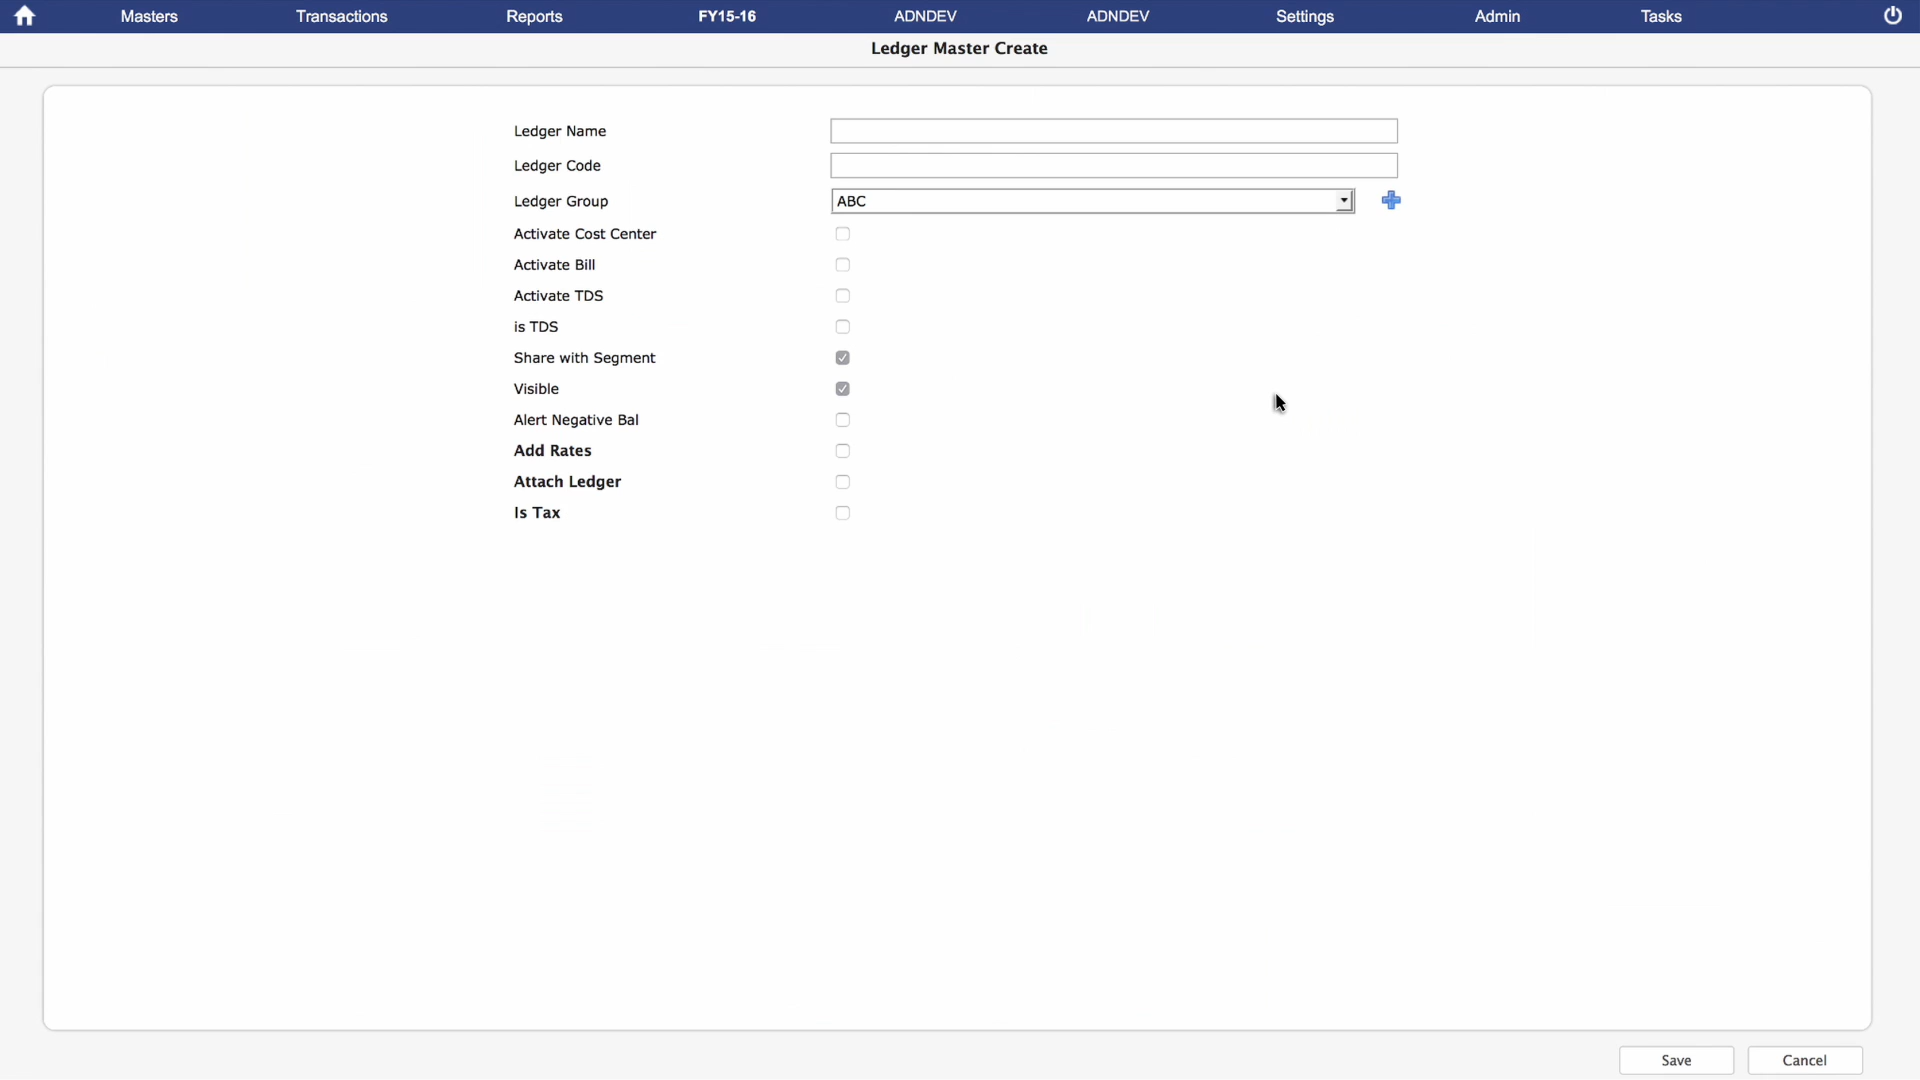 Masters Transactions Reports FY15-16 ADNDEV ADNDEV Settings Admin Tasks
Ledger Master Create
Ledger Name
Ledger Code
Ledger Group ABC
Activate Cost Center
Activate Bill
Activate TDS
is TDS
Share with Segment
Visible
Alert Negative Bal
Add Rates
Attach Ledger
Is Tax
Save Cancel